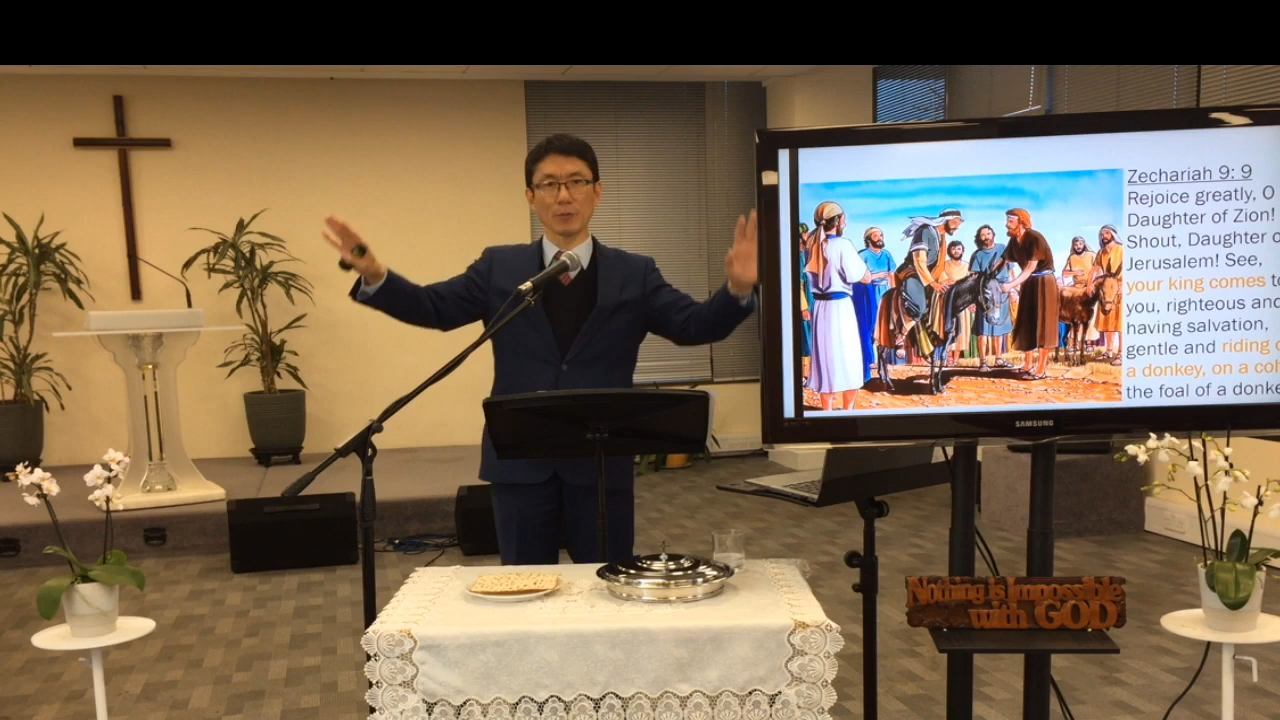 Zechariah 9: 9
Rejoice greatly, O
Daughter of Zion!
Shout, Daughter o
Jerusalem! See,
your king comes to
you, righteous and
having salvation,
gentle and riding o
a donkey, on a colt
the foal of a donke
SAMSUNG
Nothing is Impossible
with GOD